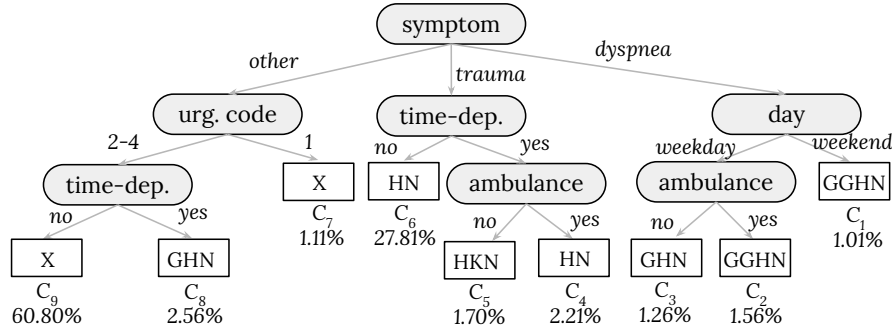 symptom
other
trauma
dyspnea
urg. code
time-dep.
day
2-4
1
no
yes
weekday
weekend
time-dep.
X
HN
ambulance
ambulance
GGHN
no
yes
C7
1.11%
C6
27.81%
no
yes
no
yes
C1
1.01%
X
GHN
HKN
HN
GHN
GGHN
C9
C8
C5
C4
C3
C2
60.80%
2.56%
1.70%
2.21%
1.26%
1.56%